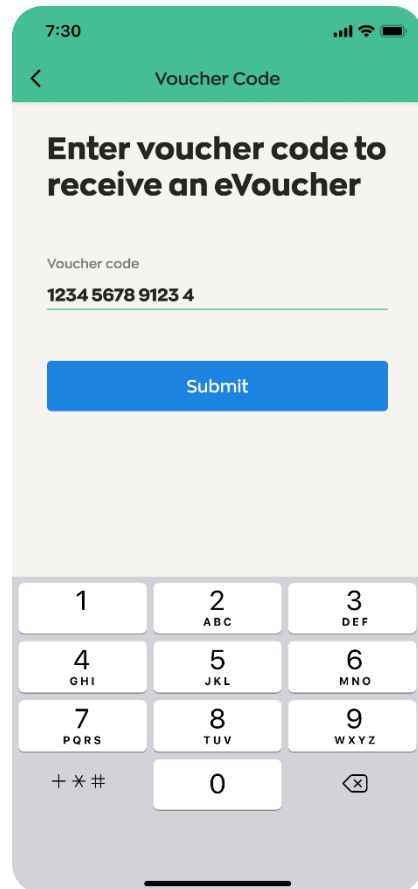 7:30
Voucher Code
Enter voucher code to
receive an eVoucher
Voucher code
1234 5678 9123 4
Submit
1 2 3
ABC DEF
4 5 6
GHI JKL MNO
7 8 9
PQRS TUV WXYZ
+*# 0